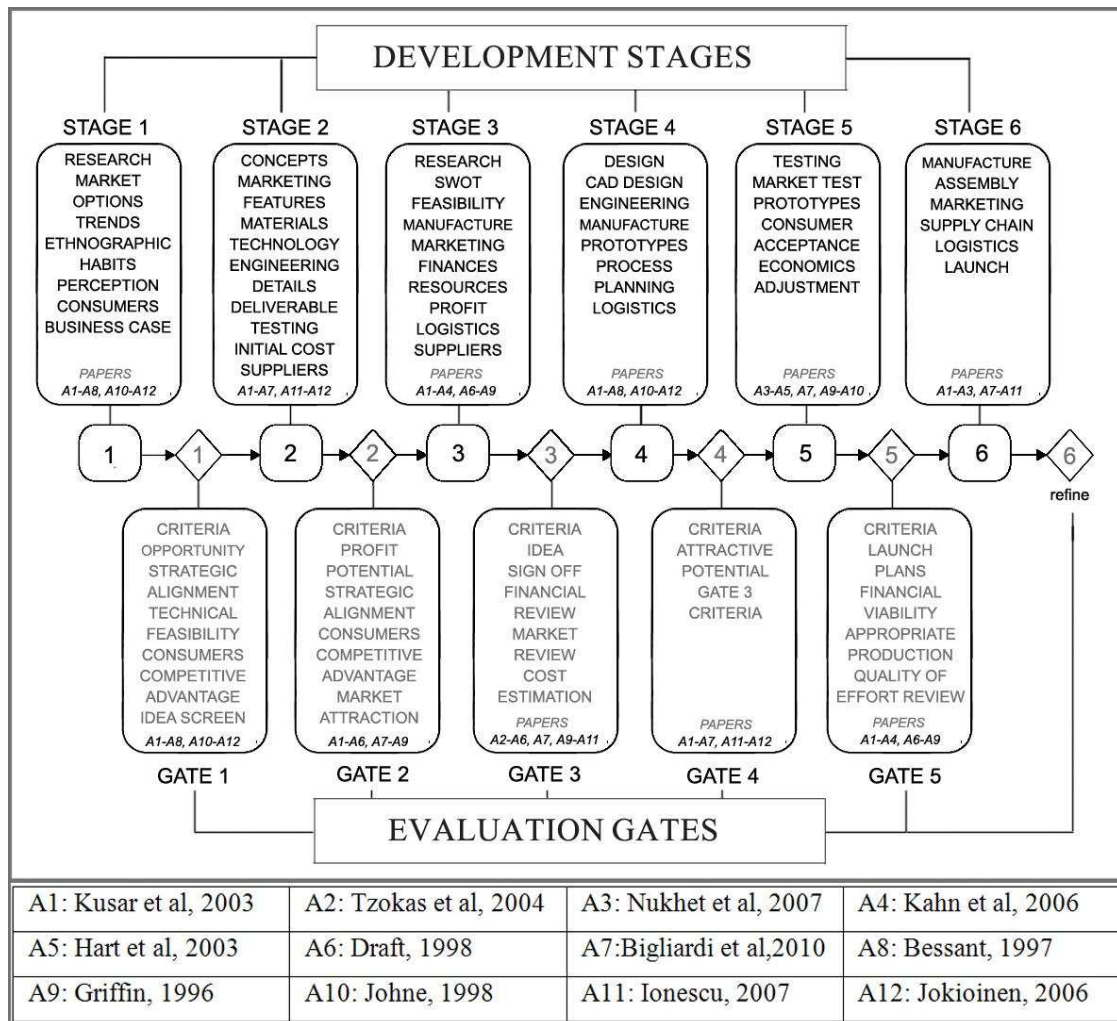 DEVELOPMENT STAGES
STAGE 1
RESEARCH
MARKET
OPTIONS
TRENDS
ETHNOGRAPHIC
HABITS
PERCEPTION
CONSUMERS
BUSINESS CASE
PAPERS
A1-A8, A10-A12
STAGE 2
CONCEPTS
MARKETING
FEATURES
MATERIALS
TECHNOLOGY
ENGINEERING
DETAILS
DELIVERABLE
TESTING
INITIAL COST
SUPPLIERS
A1-A7, A11-A12
STAGE 3
RESEARCH
SWOT
FEASIBILITY
MANUFACTURE
MARKETING
FINANCES
RESOURCES
PROFIT
LOGISTICS
SUPPLIERS
PAPERS
A1-A4, A6-A9
STAGE 4
DESIGN
CAD DESIGN
ENGINEERING
MANUFACTURE
PROTOTYPES
PROCESS
PLANNING
LOGISTICS
PAPERS
A1-A8, A10-A12
STAGE 5
TESTING
MARKET TEST
PROTOTYPES
CONSUMER
ACCEPTANCE
ECONOMICS
ADJUSTMENT
PAPERS
A3-A5, A7, A9-A10
STAGE 6
MANUFACTURE
ASSEMBLY
MARKETING
SUPPLY CHAIN
LOGISTICS
LAUNCH
PAPERS
A1-A3, A7-A11
1 1 2 2 3 3 4 4 5 5 6 6
refine
CRITERIA
OPPORTUNITY
STRATEGIC
ALIGNMENT
TECHNICAL
FEASIBILITY
CONSUMERS
COMPETITIVE
ADVANTAGE
IDEA SCREEN
A1-A8, A10-A12
GATE 1
CRITERIA
PROFIT
POTENTIAL
STRATEGIC
ALIGNMENT
CONSUMERS
COMPETITIVE
ADVANTAGE
MARKET
ATTRACTION
A1-A6, A7-A9
GATE 2
CRITERIA
IDEA
SIGN OFF
FINANCIAL
REVIEW
MARKET
REVIEW
COST
ESTIMATION
PAPERS
A2-A6, A7, A9-A11
GATE 3
CRITERIA
ATTRACTIVE
POTENTIAL
GATE 3
CRITERIA
PAPERS
A1-A7, A11-A12
GATE 4
CRITERIA
LAUNCH
PLANS
FINANCIAL
VIABILITY
APPROPRIATE
PRODUCTION
QUALITY OF
EFFORT REVIEW
PAPERS
A1-A4, A6-A9
GATE 5
EVALUATION GATES
A1: Kusar et al, 2003
A2: Tzokas et al, 2004
A3: Nukhet et al, 2007
A4: Kahn et al, 2006
A5: Hart et al, 2003
A6: Draft, 1998
A7:Bigliardi et al,2010
A8: Bessant, 1997
A9: Griffin, 1996
A10: Johne, 1998
A11: Ionescu, 2007
A12: Jokioinen, 2006